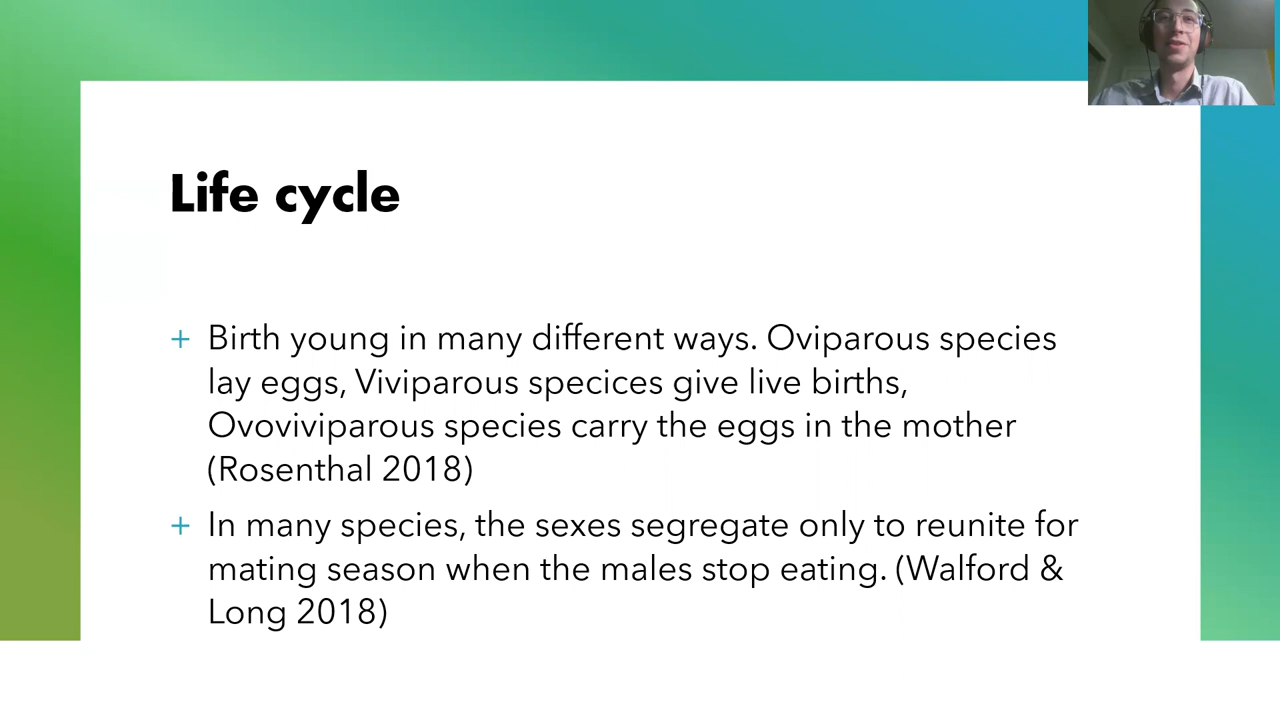 Life cycle
+ Birth young in many different ways. Oviparous species
lay eggs, Viviparous specices give live births,
Ovoviviparous species carry the eggs in the mother
(Rosenthal 2018)
+ In many species, the sexes segregate only to reunite for
mating season when the males stop eating. (Walford &
Long 2018)